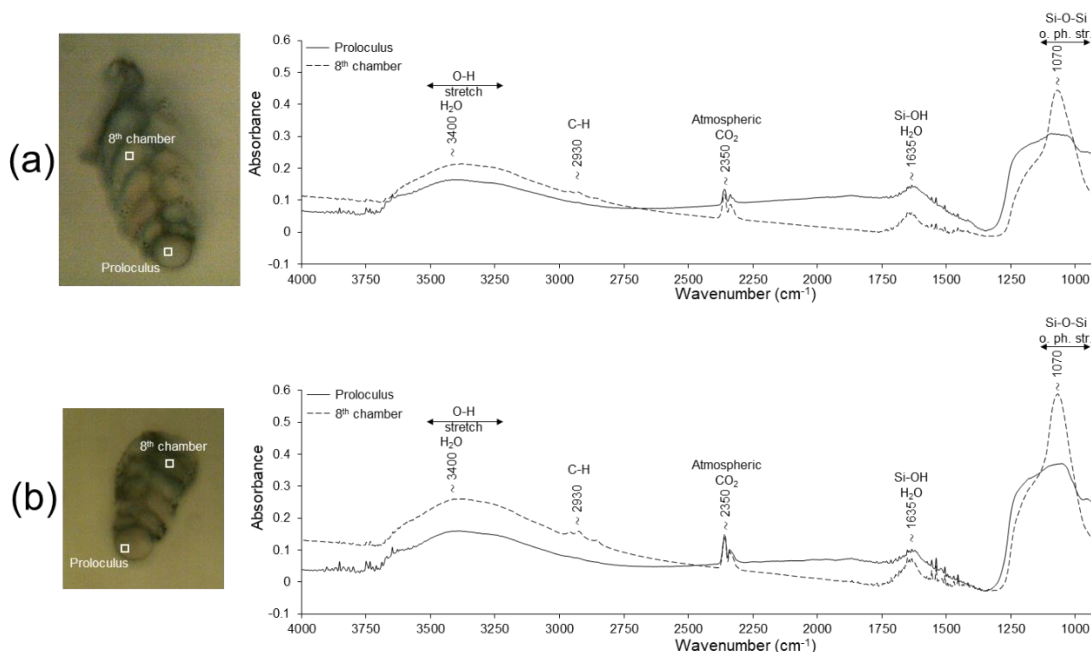 (a)
8th chamber
Proloculus
Absorbance
0.6
0.5
0.4
0.3
0.2
0.1
0
-0.1
Proloculus
8th chamber
O-H
stretch
H2O
~ 3400
C-H
~ 2930
Atmospheric
CO2
~ 2350
Si-OH
H2O
~ 1635
Si-O-Si
o. ph. str.
~ 1070
4000 3750 3500 3250 3000 2750 2500 2250 2000 1750 1500 1250 1000
Wavenumber (cm-1)
(b)
8th chamber
Proloculus
Absorbance
0.6
0.5
0.4
0.3
0.2
0.1
0
-0.1
Proloculus
8th chamber
O-H
stretch
H2O
~ 3400
C-H
~ 2930
Atmospheric
CO2
~ 2350
Si-OH
H2O
~ 1635
Si-O-Si
o. ph. str.
~ 1070
4000 3750 3500 3250 3000 2750 2500 2250 2000 1750 1500 1250 1000
Wavenumber (cm-1)